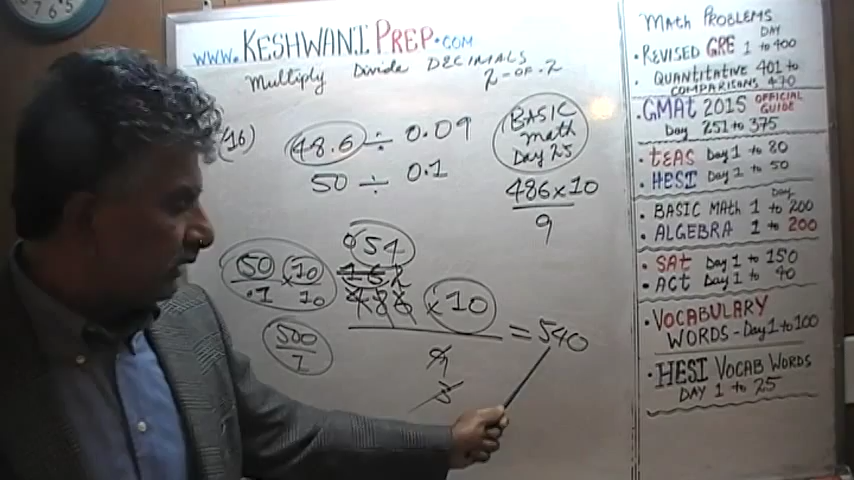 WWW.KESHWANIPREP.COM
Multiply Divide DECIMALS
2-OF-2
(16)
48.6 ÷ 0.09
50 ÷ 0.1
BASIC
math
Day 25
486×10
9
54
50 × 10
.1 10
162
486 ×10
500
1
= 540
9
MATH PROBLEMS
DAY
• REVISED GRE 1 to 400
• QUANTITATIVE 401 to
COMPARISONS 470
• GMAt 2015 OFFICIAL
GUIDE
Day 251 to 375
• tEAS Day 1 to 80
• HESI Day 1 to 50
DAY
• BASIC MATH 1 to 200
• ALGEBRA 1 to 200
• SAt Day 1 to 150
• ACt Day 1 to 40
• VOCABULARY
WORDS - Day 1 to 100
• HESI VOCAB WORDS
DAY 1 to 25